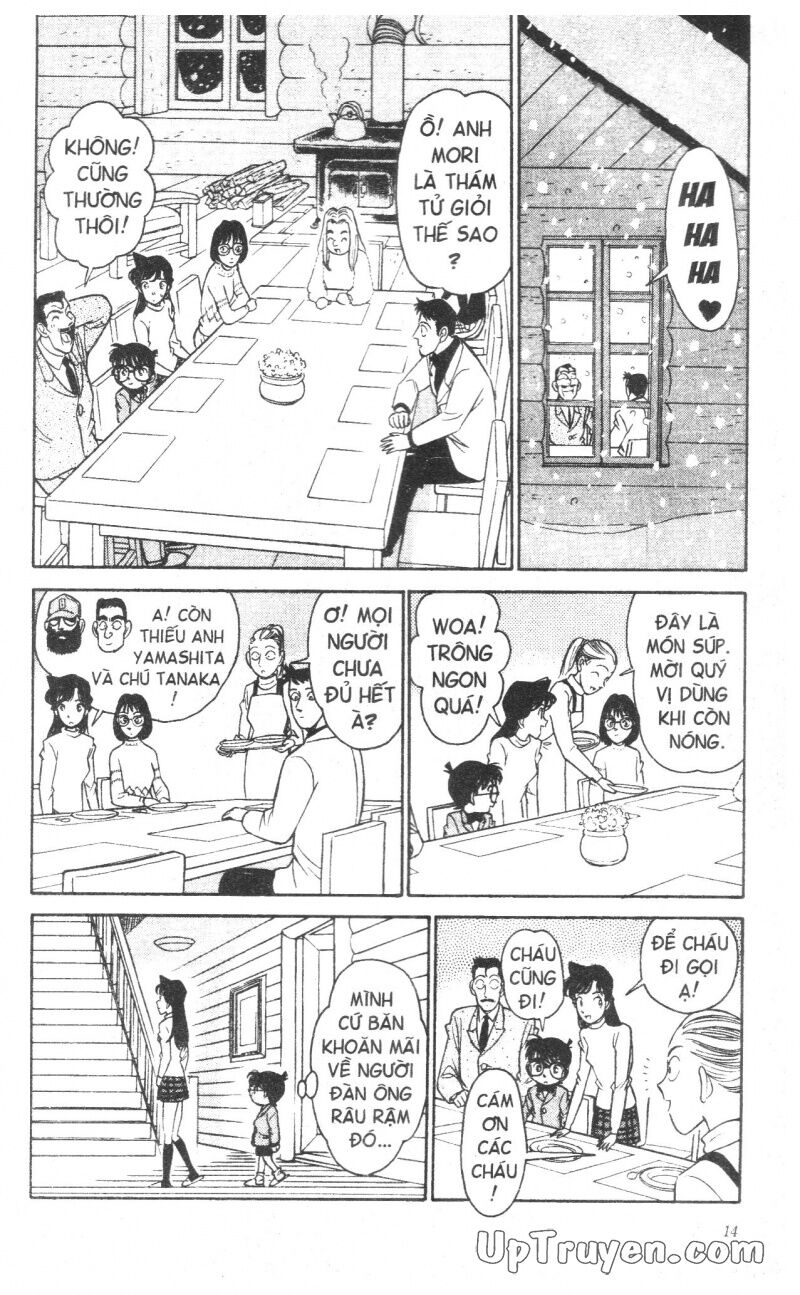 HA
HA
HA
♥
Ồ! ANH
MORI
LÀ THÁM
TỬ GIỎI
THẾ SAO
?
KHÔNG!
CŨNG
THƯỜNG
THÔI!
ĐÂY LÀ
MÓN SÚP.
MỜI QUÝ
VỊ DÙNG
KHI CÒN
NÓNG.
WOA!
TRÔNG
NGON
QUÁ!
Ơ! MỌI
NGƯỜI
CHƯA
ĐỦ HẾT
À?
A! CÒN
THIẾU ANH
YAMASHITA
VÀ CHÚ TANAKA
!
ĐỂ CHÁU
ĐI GỌI
Ạ!
CHÁU
CŨNG
ĐI!
CÁM
ƠN
CÁC
CHÁU
!
MÌNH
CỨ BĂN
KHOĂN MÃI
VỀ NGƯỜI
ĐÀN ÔNG
RÂU RẬM
ĐÓ...
14
UpTruyen.com